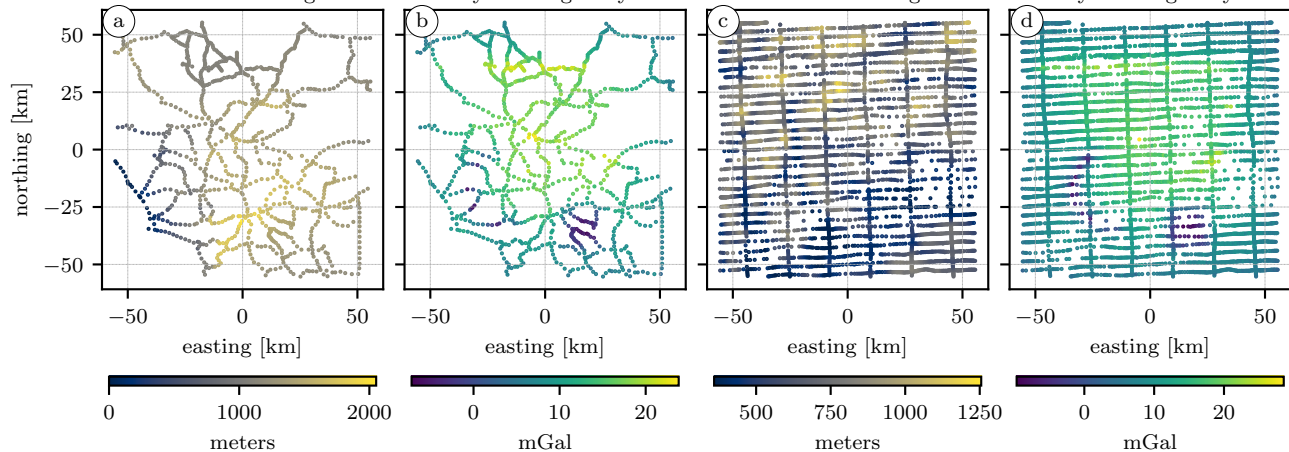 a b c d
50 25 0 −25 −50
northing [km]
−50 0 50 −50 0 50 −50 0 50 −50 0 50
easting [km] easting [km] easting [km] easting [km]
0 1000 2000 0 10 20 500 750 1000 1250 0 10 20
meters mGal meters mGal